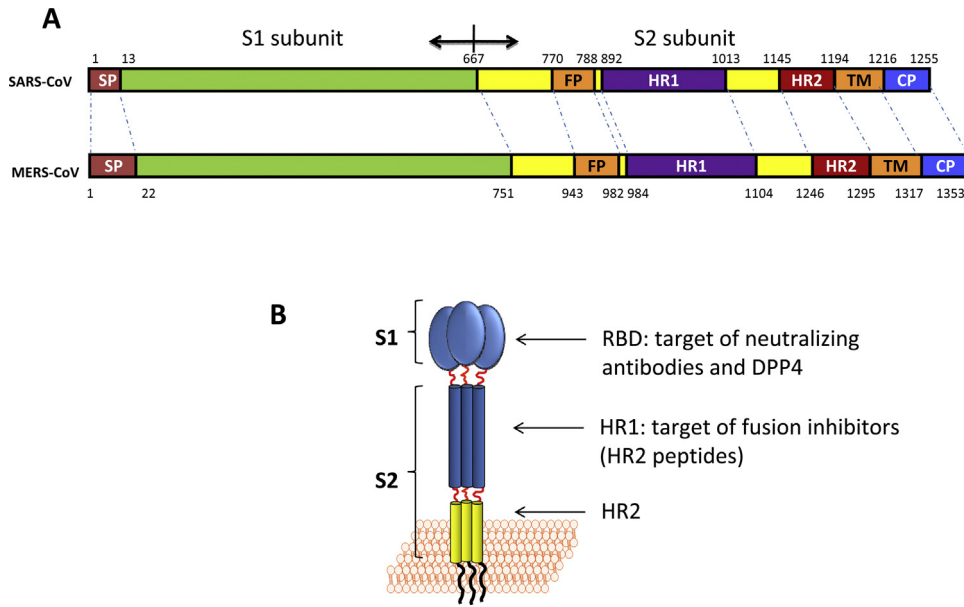 A
S1 subunit S2 subunit
1 13 667 770 788 892 1013 1145 1194 1216 1255
SARS-CoV SP FP HR1 HR2 TM CP
MERS-CoV SP FP HR1 HR2 TM CP
1 22 751 943 982 984 1104 1246 1295 1317 1353
B
S1
RBD: target of neutralizing
antibodies and DPP4
HR1: target of fusion inhibitors
(HR2 peptides)
S2
HR2